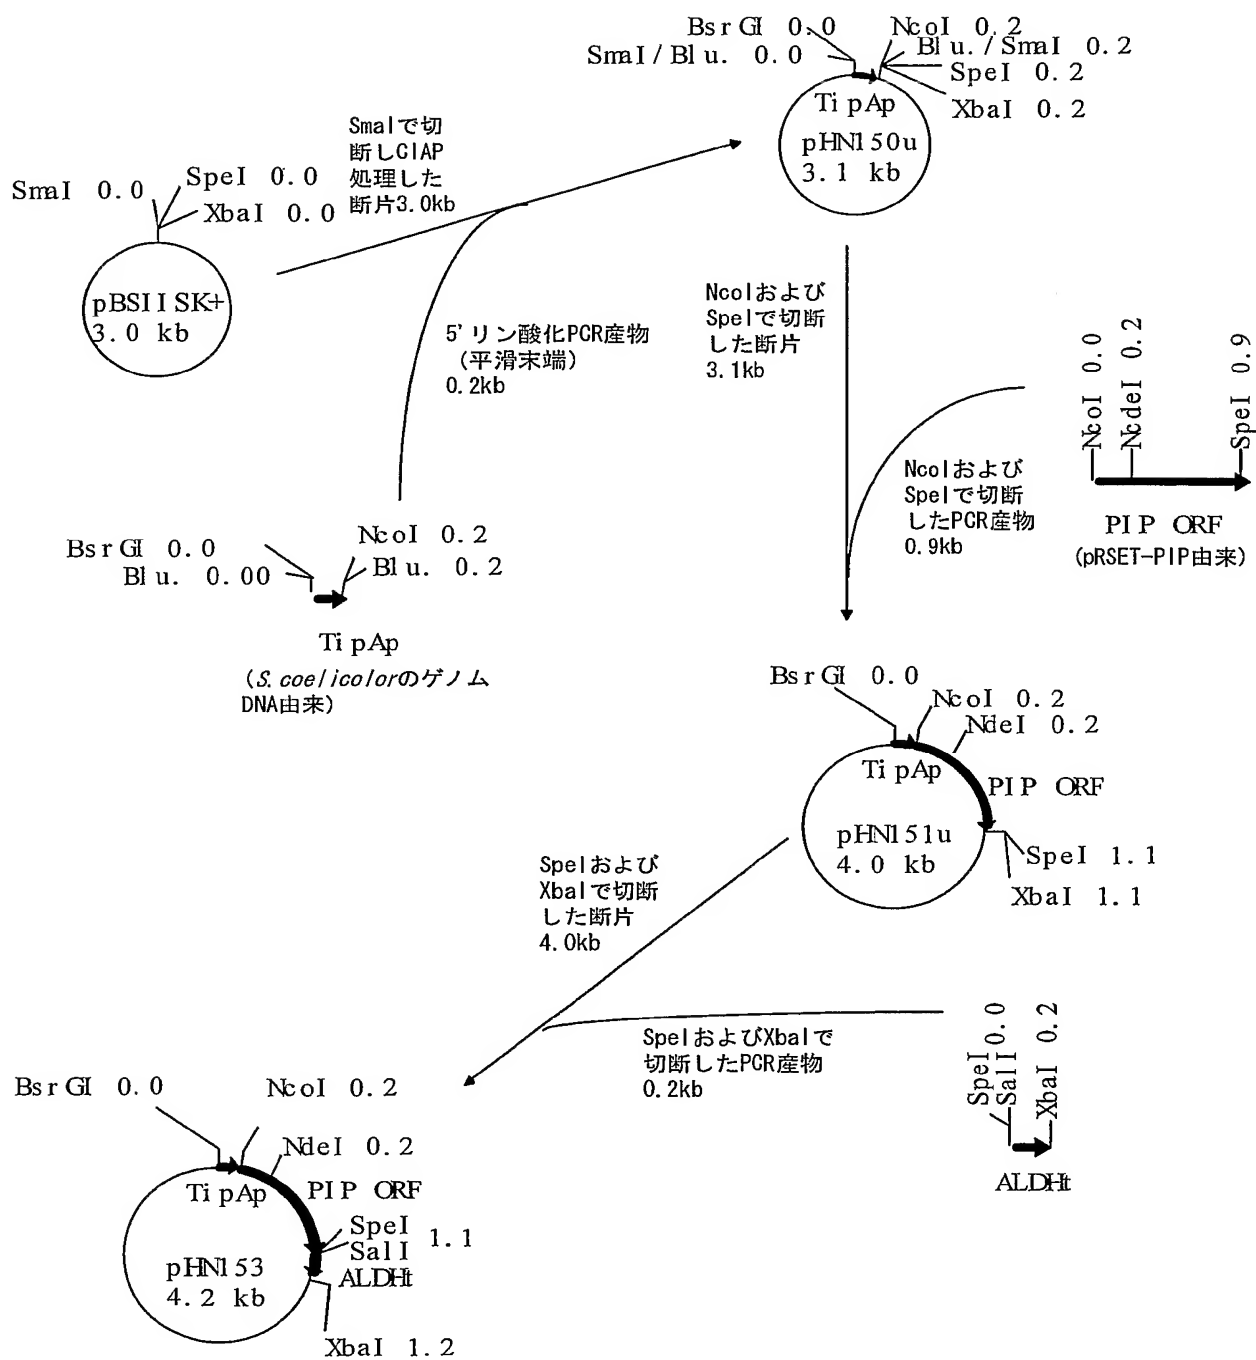 BsrGI 0.0
SmaI/Blu. 0.0
NcoI 0.2
Blu./SmaI 0.2
SpeI 0.2
XbaI 0.2
TipAp
pHN150u
3.1 kb
SmaIで切
断しCIAP
処理した
断片3.0kb
SmaI 0.0
SpeI 0.0
XbaI 0.0
pBSIISK+
3.0 kb
5'リン酸化PCR産物
（平滑末端）
0.2kb
NcoIおよび
SpeIで切断
した断片
3.1kb
NcoI 0.0
NcdeI 0.2
SpeI 0.9
PIP ORF
(pRSET-PIP由来)
NcoIおよび
SpeIで切断
したPCR産物
0.9kb
BsrGI 0.0
Blu. 0.00
NcoI 0.2
Blu. 0.2
TipAp
(S. coelicolorのゲノム
DNA由来)
BsrGI 0.0
NcoI 0.2
NdeI 0.2
TipAp
PIP ORF
pHN151u
4.0 kb
SpeI 1.1
XbaI 1.1
SpeIおよび
XbaIで切断
した断片
4.0kb
SpeIおよびXbaIで
切断したPCR産物
0.2kb
SpeI
SalI 0.0
XbaI 0.2
ALDHt
BsrGI 0.0
NcoI 0.2
NdeI 0.2
TipAp
PIP ORF
SpeI
SalI 1.1
ALDHt
pHN153
4.2 kb
XbaI 1.2